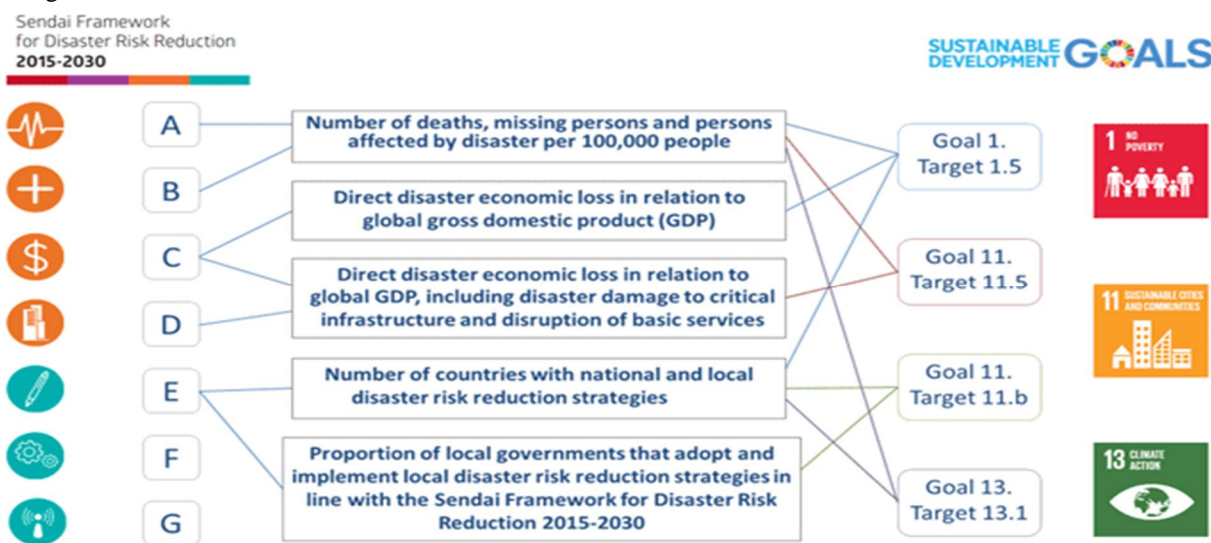 Sendai Framework
for Disaster Risk Reduction
2015-2030
SUSTAINABLE
DEVELOPMENT GOALS
A
B
C
D
E
F
G
Number of deaths, missing persons and persons
affected by disaster per 100,000 people
Direct disaster economic loss in relation to
global gross domestic product (GDP)
Direct disaster economic loss in relation to
global GDP, including disaster damage to critical
infrastructure and disruption of basic services
Number of countries with national and local
disaster risk reduction strategies
Proportion of local governments that adopt and
implement local disaster risk reduction strategies in
line with the Sendai Framework for Disaster Risk
Reduction 2015-2030
Goal 1.
Target 1.5
Goal 11.
Target 11.5
Goal 11.
Target 11.b
Goal 13.
Target 13.1
1 NO
POVERTY
11 SUSTAINABLE CITIES
AND COMMUNITIES
13 CLIMATE
ACTION